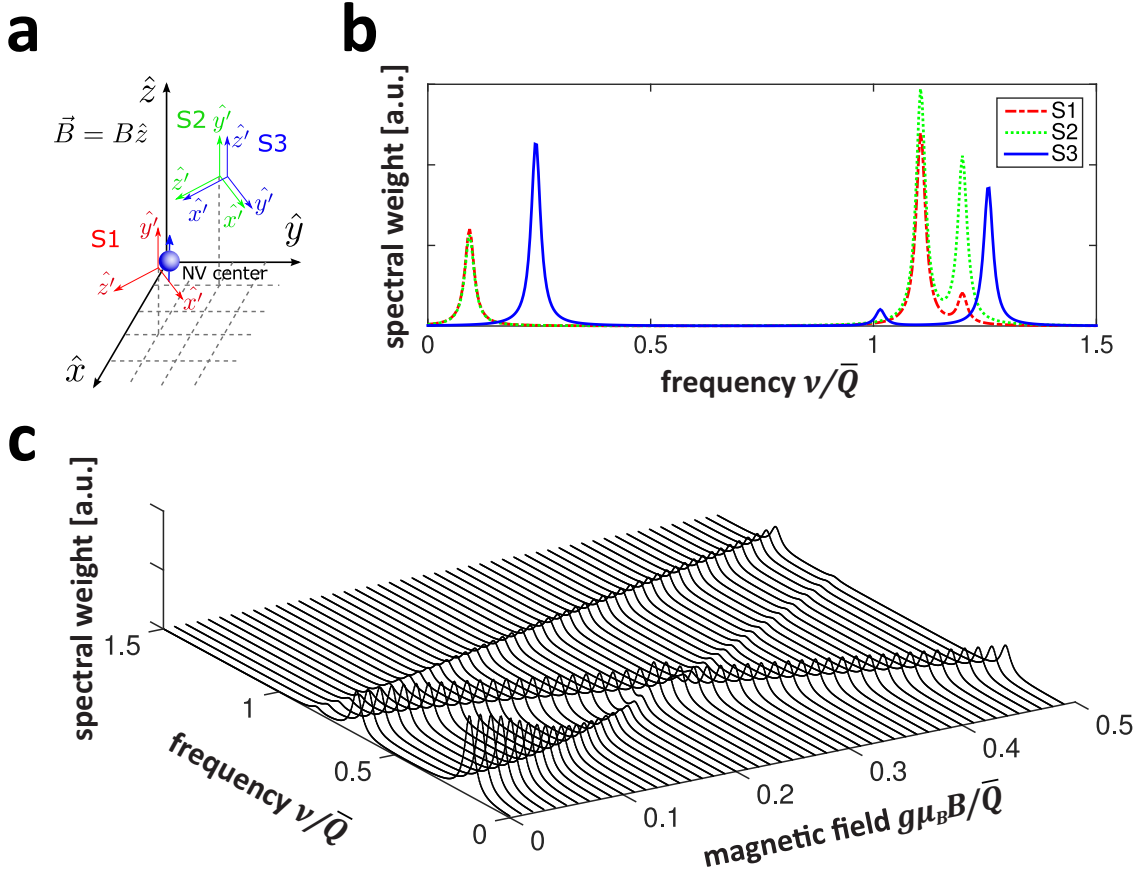 a
ẑ
B⃗ = Bẑ
S2 ŷ′
ẑ′ S3
ẑ′ x̂′ x̂′ ŷ′
S1 ŷ′
ŷ
NV center
ẑ′
x̂′
x̂
b
spectral weight [a.u.]
S1
S2
S3
0 0.5 1 1.5
frequency ν/Q̅
c
spectral weight [a.u.]
1.5
1
0.5
0
frequency ν/Q̅
0
0.1
0.2
0.3
0.4
0.5
magnetic field gμ_BB/Q̅